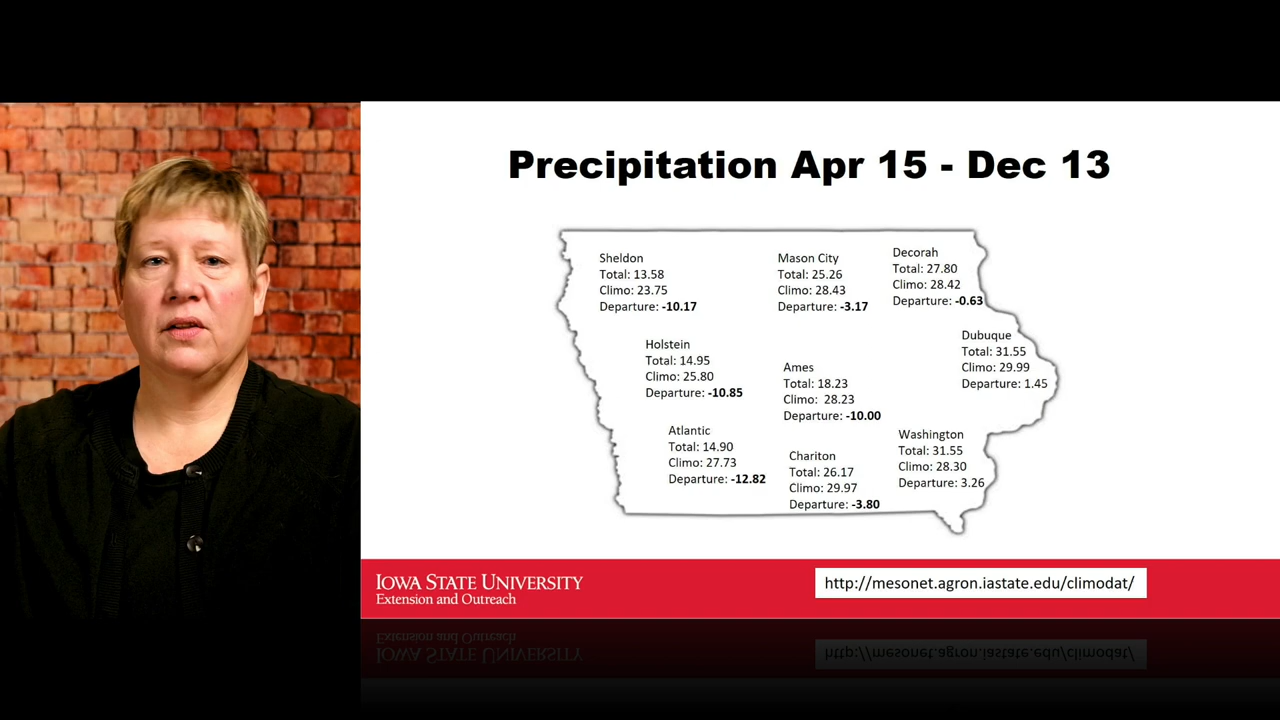 Precipitation Apr 15 - Dec 13
Sheldon
Total: 13.58
Climo: 23.75
Departure: -10.17
Mason City
Total: 25.26
Climo: 28.43
Departure: -3.17
Decorah
Total: 27.80
Climo: 28.42
Departure: -0.63
Holstein
Total: 14.95
Climo: 25.80
Departure: -10.85
Ames
Total: 18.23
Climo: 28.23
Departure: -10.00
Dubuque
Total: 31.55
Climo: 29.99
Departure: 1.45
Atlantic
Total: 14.90
Climo: 27.73
Departure: -12.82
Chariton
Total: 26.17
Climo: 29.97
Departure: -3.80
Washington
Total: 31.55
Climo: 28.30
Departure: 3.26
IOWA STATE UNIVERSITY
Extension and Outreach
http://mesonet.agron.iastate.edu/climodat/